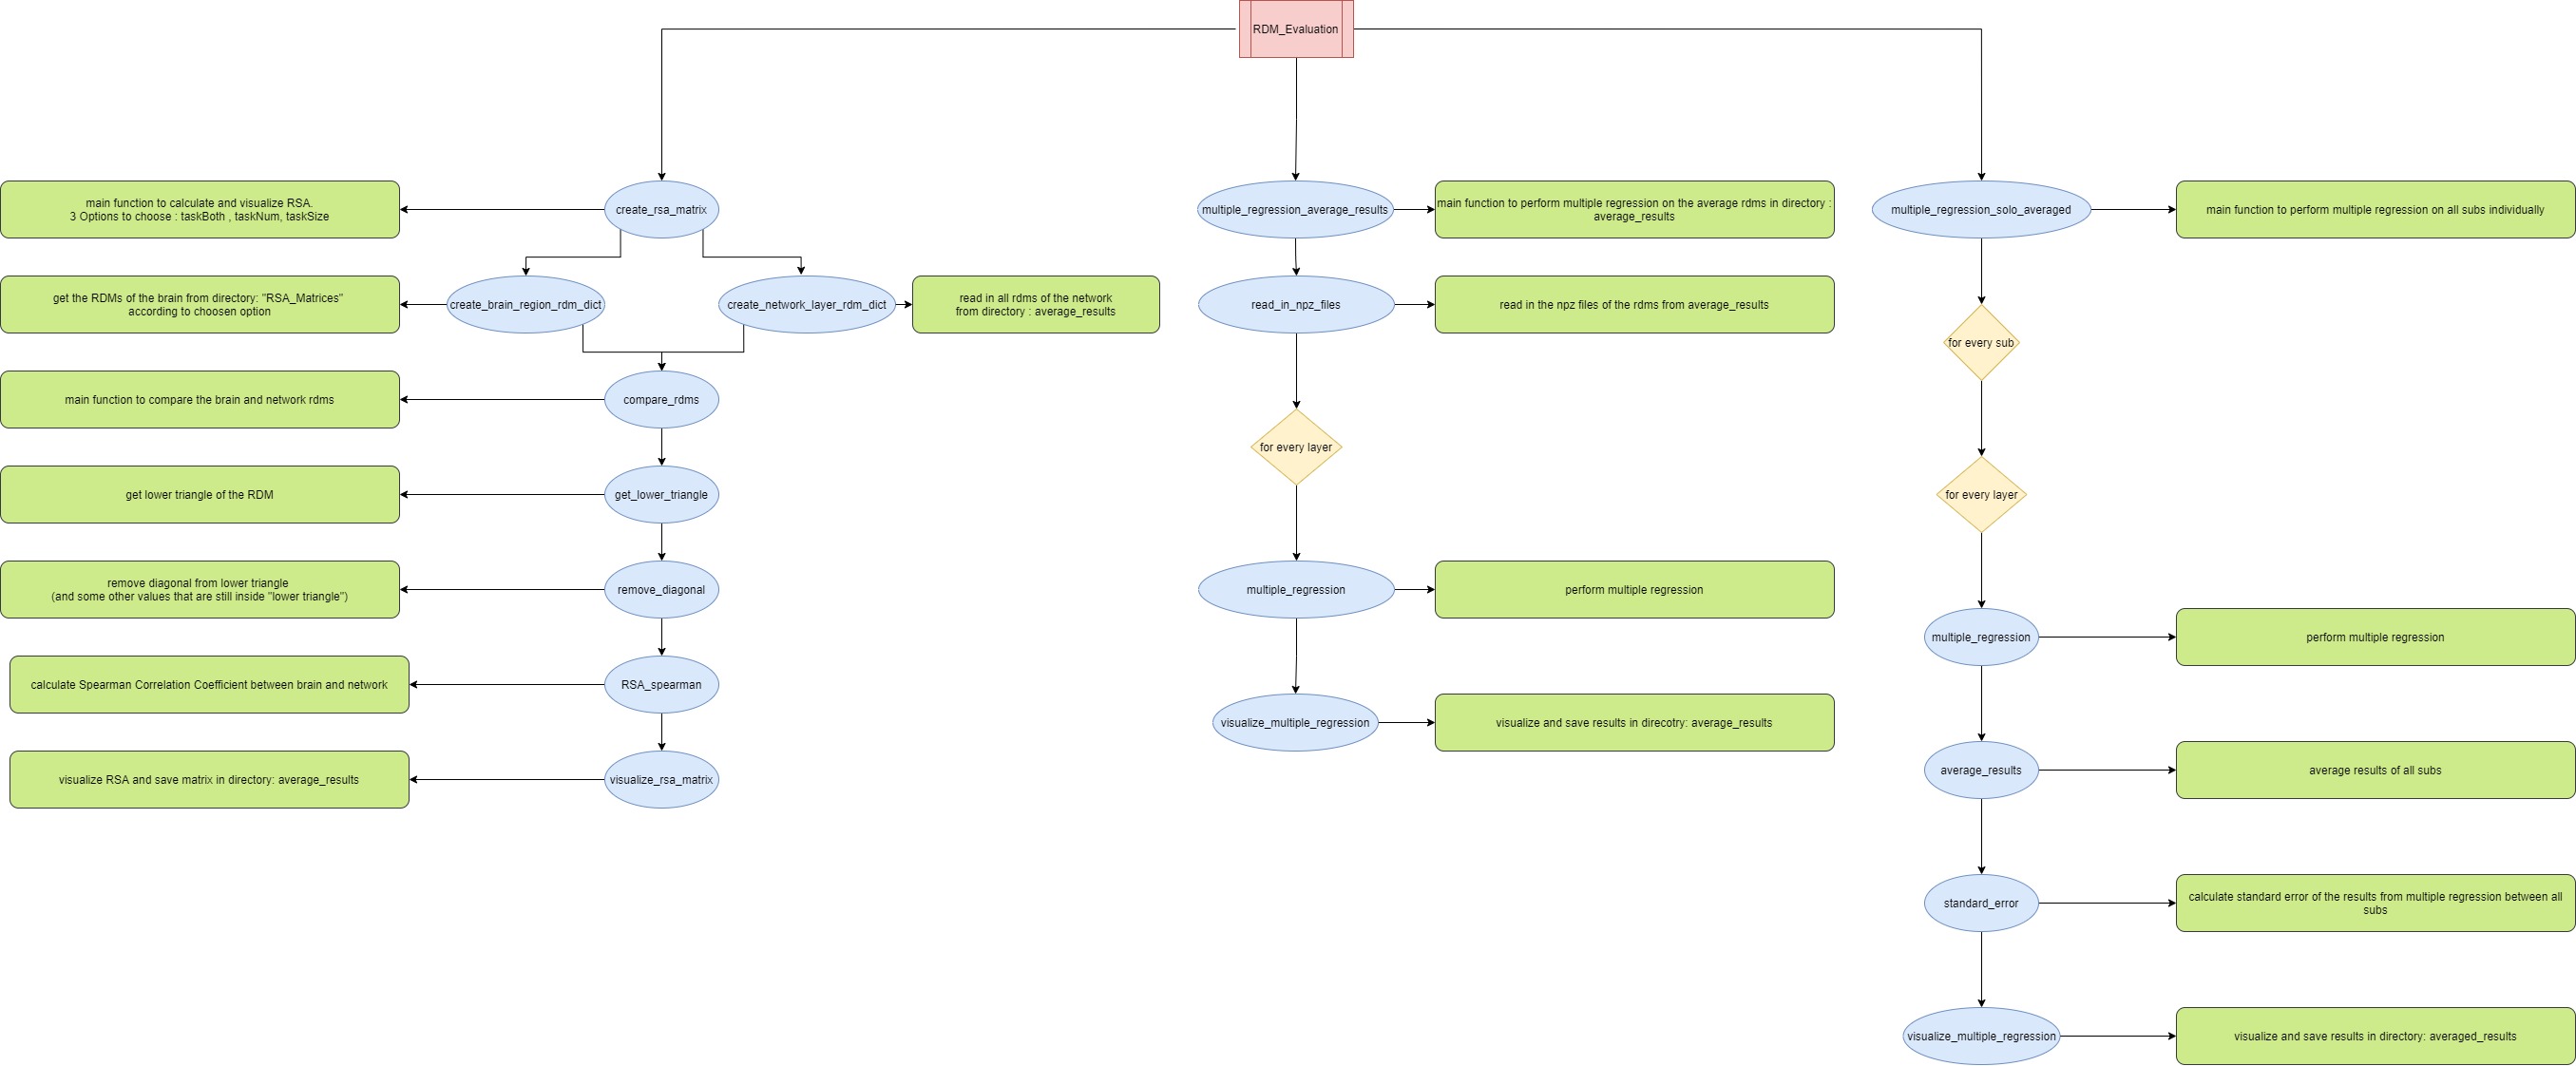 RDM_Evaluation
main function to calculate and visualize RSA.
3 Options to choose : taskBoth , taskNum, taskSize
create_rsa_matrix
multiple_regression_average_results
main function to perform multiple regression on the average rdms in directory :
average_results
multiple_regression_solo_averaged
main function to perform multiple regression on all subs individually
get the RDMs of the brain from directory: "RSA_Matrices"
according to choosen option
create_brain_region_rdm_dict
create_network_layer_rdm_dict
read in all rdms of the network
from directory : average_results
read_in_npz_files
read in the npz files of the rdms from average_results
for every sub
main function to compare the brain and network rdms
compare_rdms
for every layer
get lower triangle of the RDM
get_lower_triangle
for every layer
remove diagonal from lower triangle
(and some other values that are still inside "lower triangle")
remove_diagonal
multiple_regression
perform multiple regression
multiple_regression
perform multiple regression
calculate Spearman Correlation Coefficient between brain and network
RSA_spearman
visualize_multiple_regression
visualize and save results in direcotry: average_results
visualize RSA and save matrix in directory: average_results
visualize_rsa_matrix
average_results
average results of all subs
standard_error
calculate standard error of the results from multiple regression between all
subs
visualize_multiple_regression
visualize and save results in directory: averaged_results